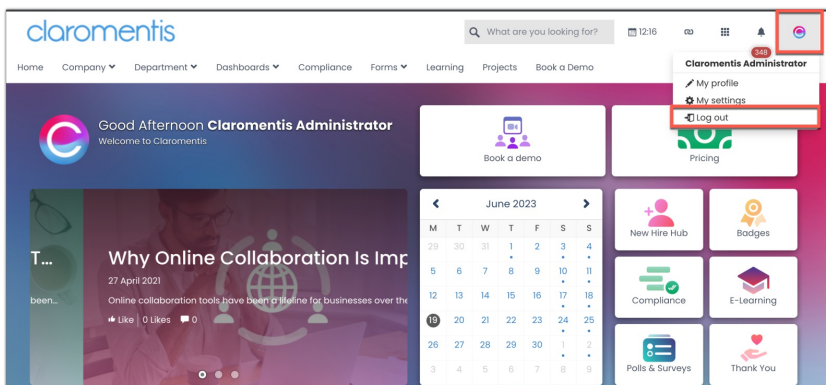 claromentis
What are you looking for?
12:16
348
Home Company Department Dashboards Compliance Forms Learning Projects Book a Demo
Claromentis Administrator
My profile
My settings
Log out
Good Afternoon Claromentis Administrator
Welcome to Claromentis
Book a demo
Pricing
T...
been...
Why Online Collaboration Is Imp
27 April 2021
Online collaboration tools have been a lifeline for businesses over the
Like 0 Likes 0
June 2023
M T W T F S S
29 30 31 1 2 3 4
5 6 7 8 9 10 11
12 13 14 15 16 17 18
19 20 21 22 23 24 25
26 27 28 29 30 1 2
3 4 5 6 7 8 9
New Hire Hub
Badges
Compliance
E-Learning
Polls & Surveys
Thank You